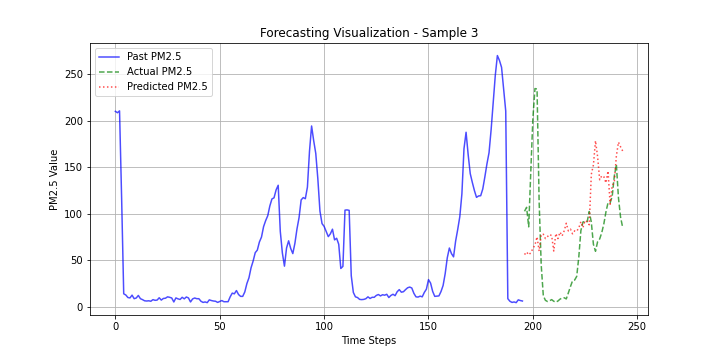 Forecasting Visualization - Sample 3
Past PM2.5
Actual PM2.5
Predicted PM2.5
PM2.5 Value
250
200
150
100
50
0
0 50 100 150 200 250
Time Steps